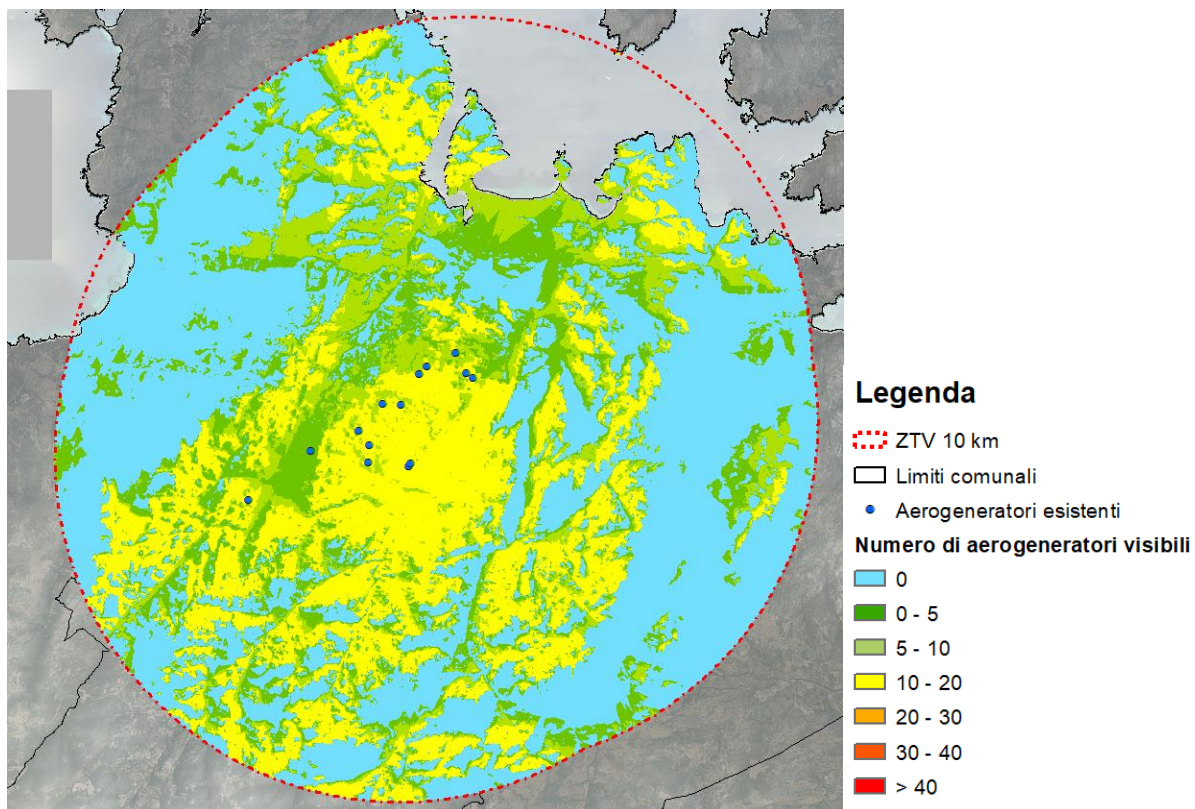 Legenda
ZTV 10 km
Limiti comunali
Aerogeneratori esistenti
Numero di aerogeneratori visibili
0
0 - 5
5 - 10
10 - 20
20 - 30
30 - 40
> 40